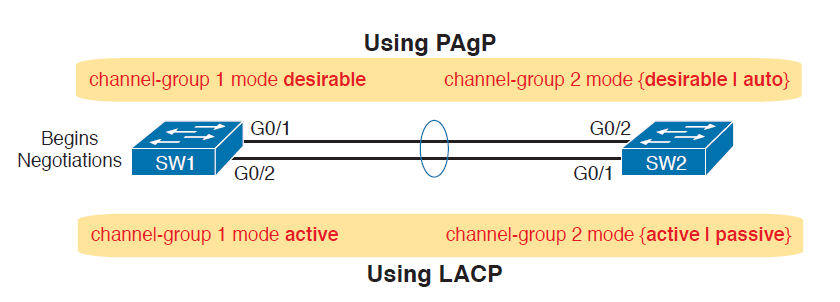 Using PAgP
channel-group 1 mode desirable
channel-group 2 mode {desirable | auto}
Begins
Negotiations
SW1
G0/1
G0/2
G0/2
G0/1
SW2
channel-group 1 mode active
channel-group 2 mode {active | passive}
Using LACP